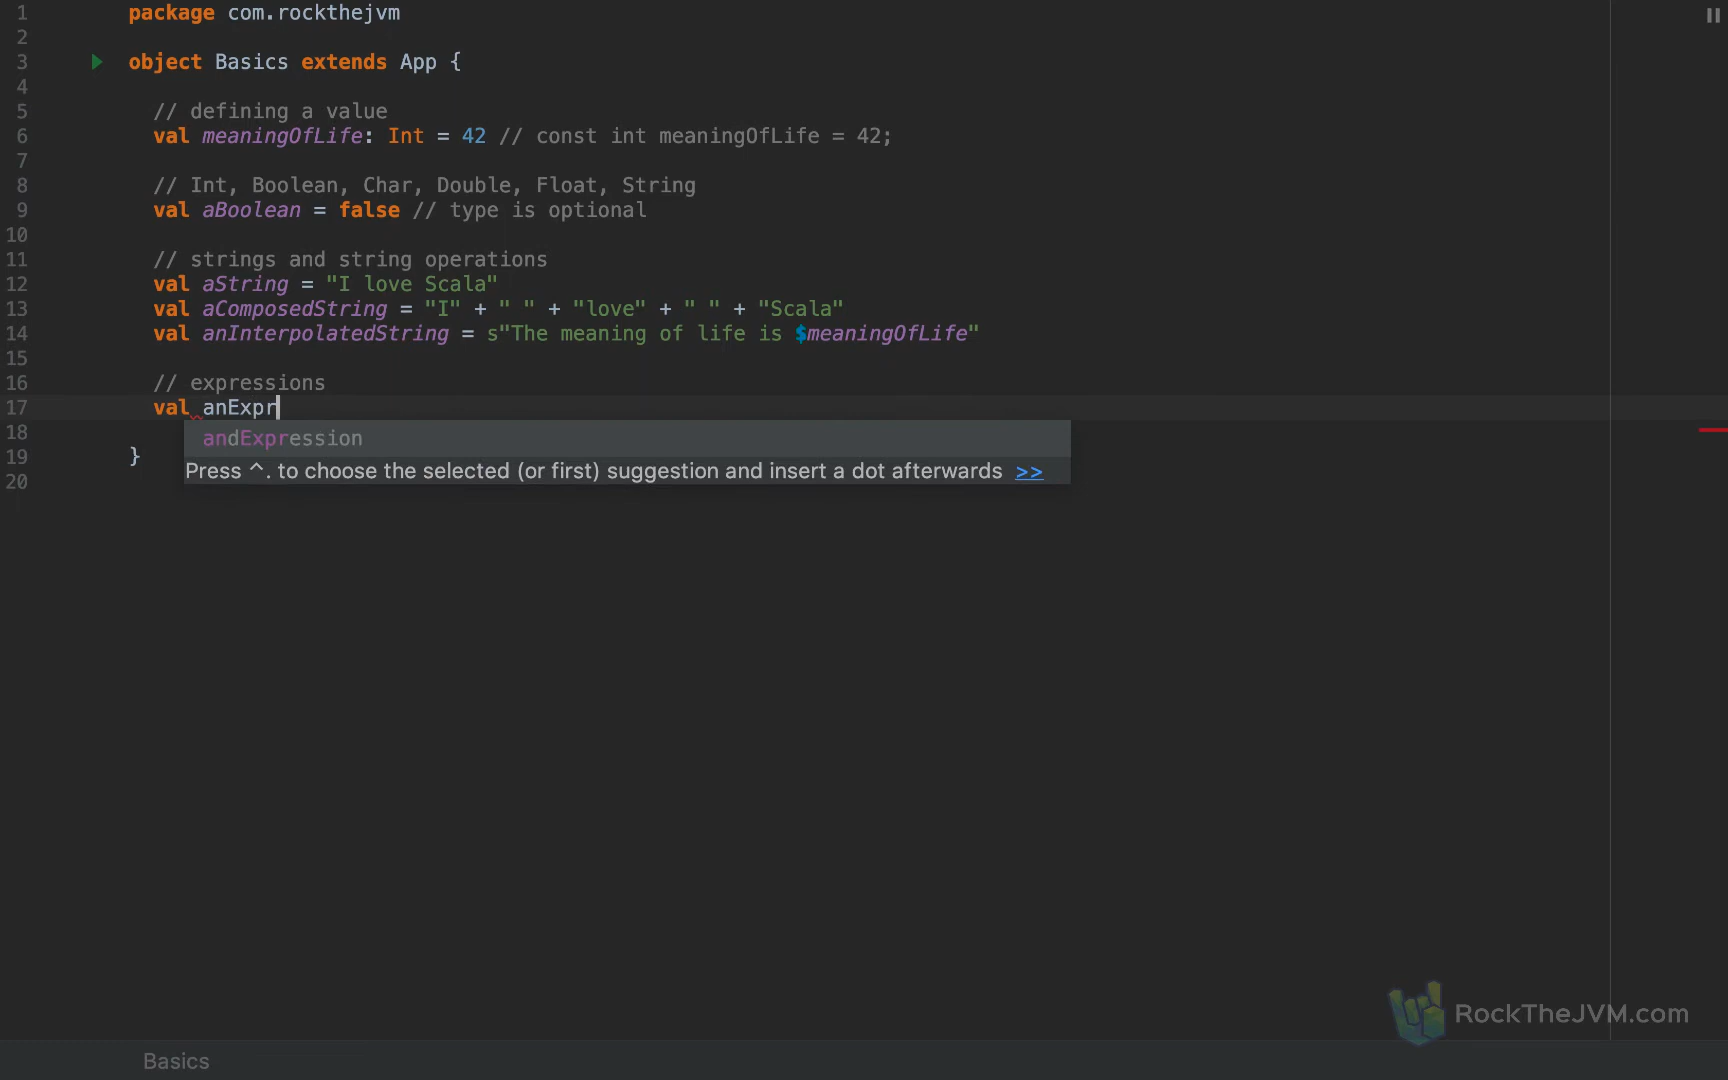 1 package com.rockthejvm
2
3 object Basics extends App {
4
5 // defining a value
6 val meaningOfLife: Int = 42 // const int meaningOfLife = 42;
7
8 // Int, Boolean, Char, Double, Float, String
9 val aBoolean = false // type is optional
10
11 // strings and string operations
12 val aString = "I love Scala"
13 val aComposedString = "I" + " " + "love" + " " + "Scala"
14 val anInterpolatedString = s"The meaning of life is $meaningOfLife"
15
16 // expressions
17 val anExpr
18 andExpression
19 }
Press ^. to choose the selected (or first) suggestion and insert a dot afterwards >>
20
RockTheJVM.com
Basics